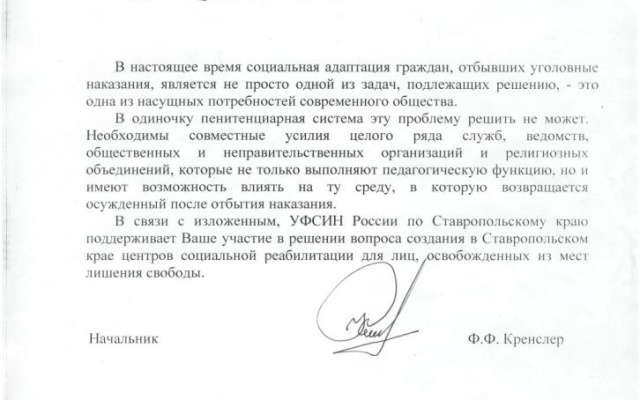 В настоящее время социальная адаптация граждан, отбывших уголовные
наказания, является не просто одной из задач, подлежащих решению, - это
одна из насущных потребностей современного общества.
В одиночку пенитенциарная система эту проблему решить не может.
Необходимы совместные усилия целого ряда служб, ведомств,
общественных и неправительственных организаций и религиозных
объединений, которые не только выполняют педагогическую функцию, но и
имеют возможность влиять на ту среду, в которую возвращается
осужденный после отбытия наказания.
В связи с изложенным, УФСИН России по Ставропольскому краю
поддерживает Ваше участие в решении вопроса создания в Ставропольском
крае центров социальной реабилитации для лиц, освобожденных из мест
лишения свободы.
Начальник Ф.Ф. Кренслер